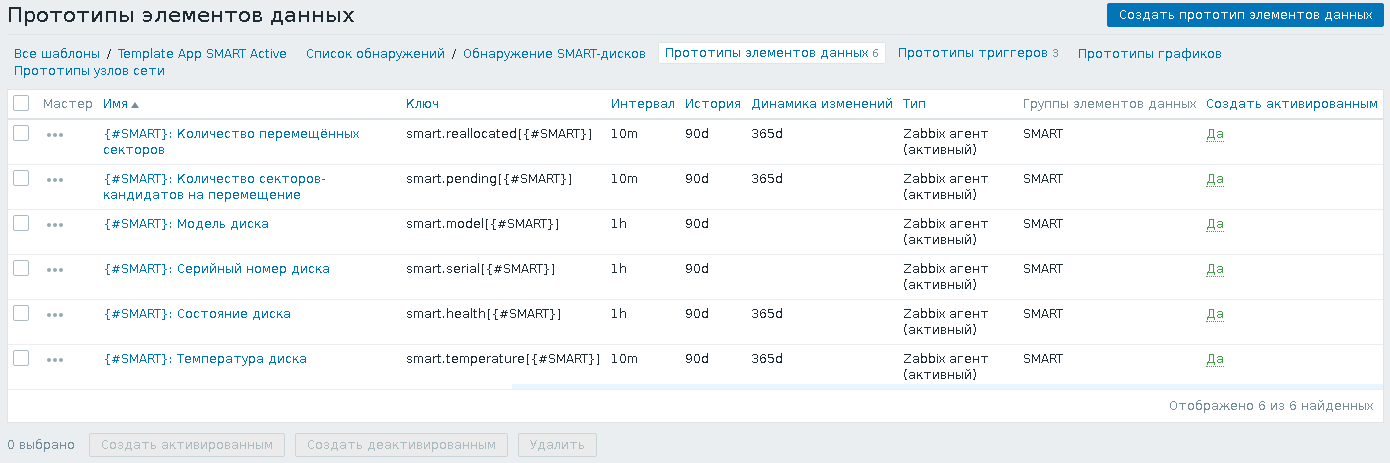 Прототипы элементов данных
Создать прототип элементов данных
Все шаблоны / Template App SMART Active Список обнаружений / Обнаружение SMART-дисков Прототипы элементов данных 6 Прототипы триггеров 3 Прототипы графиков
Прототипы узлов сети
Мастер Имя Ключ Интервал История Динамика изменений Тип Группы элементов данных Создать активированным
{#SMART}: Количество перемещённых smart.reallocated[{#SMART}] 10m 90d 365d Zabbix агент SMART Да
секторов (активный)
{#SMART}: Количество секторов- smart.pending[{#SMART}] 10m 90d 365d Zabbix агент SMART Да
кандидатов на перемещение (активный)
{#SMART}: Модель диска smart.model[{#SMART}] 1h 90d Zabbix агент SMART Да
(активный)
{#SMART}: Серийный номер диска smart.serial[{#SMART}] 1h 90d Zabbix агент SMART Да
(активный)
{#SMART}: Состояние диска smart.health[{#SMART}] 1h 90d 365d Zabbix агент SMART Да
(активный)
{#SMART}: Температура диска smart.temperature[{#SMART}] 10m 90d 365d Zabbix агент SMART Да
(активный)
Отображено 6 из 6 найденных
0 выбрано Создать активированным Создать деактивированным Удалить